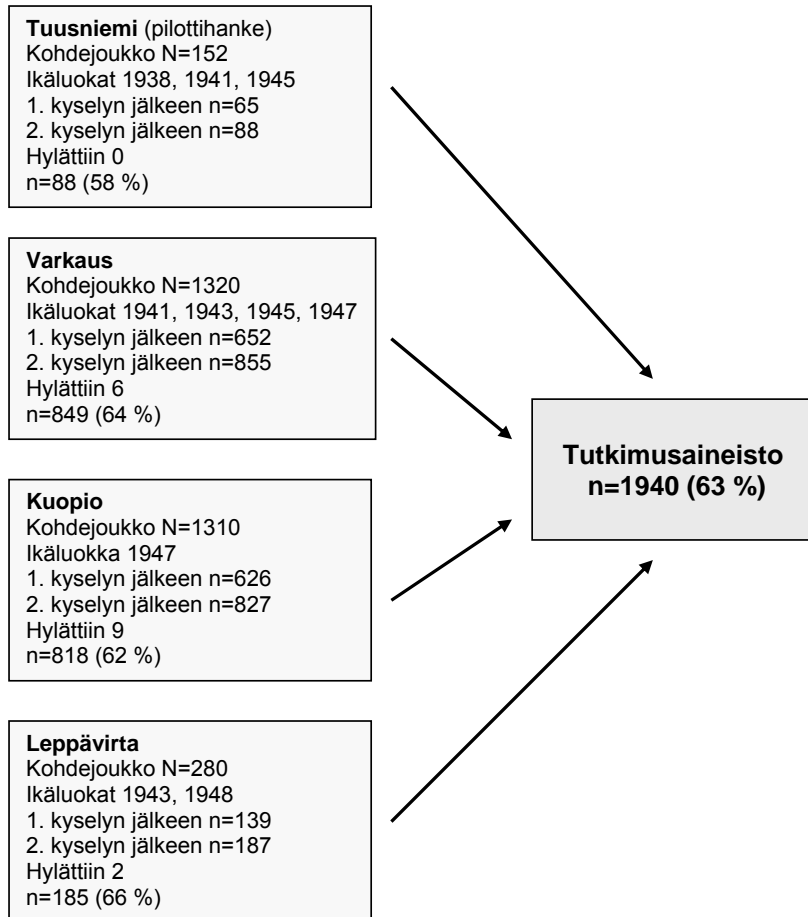 Tuusniemi (pilottihanke)
Kohdejoukko N=152
Ikäluokat 1938, 1941, 1945
1. kyselyn jälkeen n=65
2. kyselyn jälkeen n=88
Hylättiin 0
n=88 (58 %)
Varkaus
Kohdejoukko N=1320
Ikäluokat 1941, 1943, 1945, 1947
1. kyselyn jälkeen n=652
2. kyselyn jälkeen n=855
Hylättiin 6
n=849 (64 %)
Kuopio
Kohdejoukko N=1310
Ikäluokka 1947
1. kyselyn jälkeen n=626
2. kyselyn jälkeen n=827
Hylättiin 9
n=818 (62 %)
Leppävirta
Kohdejoukko N=280
Ikäluokat 1943, 1948
1. kyselyn jälkeen n=139
2. kyselyn jälkeen n=187
Hylättiin 2
n=185 (66 %)
Tutkimusaineisto
n=1940 (63 %)